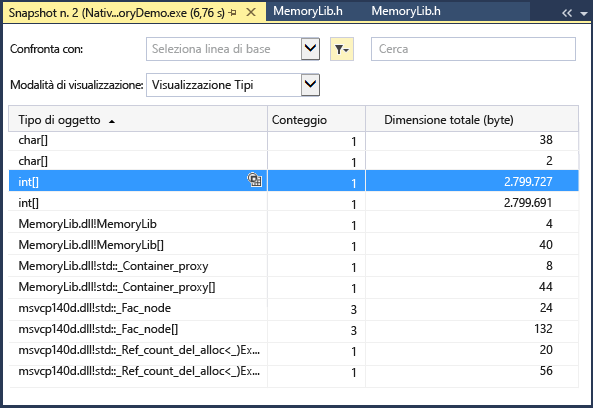 Snapshot n. 2 (Nativ...oryDemo.exe (6,76 s) MemoryLib.h MemoryLib.h
Confronta con: Seleziona linea di base Cerca
Modalità di visualizzazione: Visualizzazione Tipi
Tipo di oggetto Conteggio Dimensione totale (byte)
char[] 1 38
char[] 1 2
int[] 1 2.799.727
int[] 1 2.799.691
MemoryLib.dll!MemoryLib 1 4
MemoryLib.dll!MemoryLib[] 1 40
MemoryLib.dll!std::_Container_proxy 1 8
MemoryLib.dll!std::_Container_proxy[] 1 44
msvcp140d.dll!std::_Fac_node 3 24
msvcp140d.dll!std::_Fac_node[] 3 132
msvcp140d.dll!std::_Ref_count_del_alloc<_)Ex... 1 20
msvcp140d.dll!std::_Ref_count_del_alloc<_)Ex... 1 56